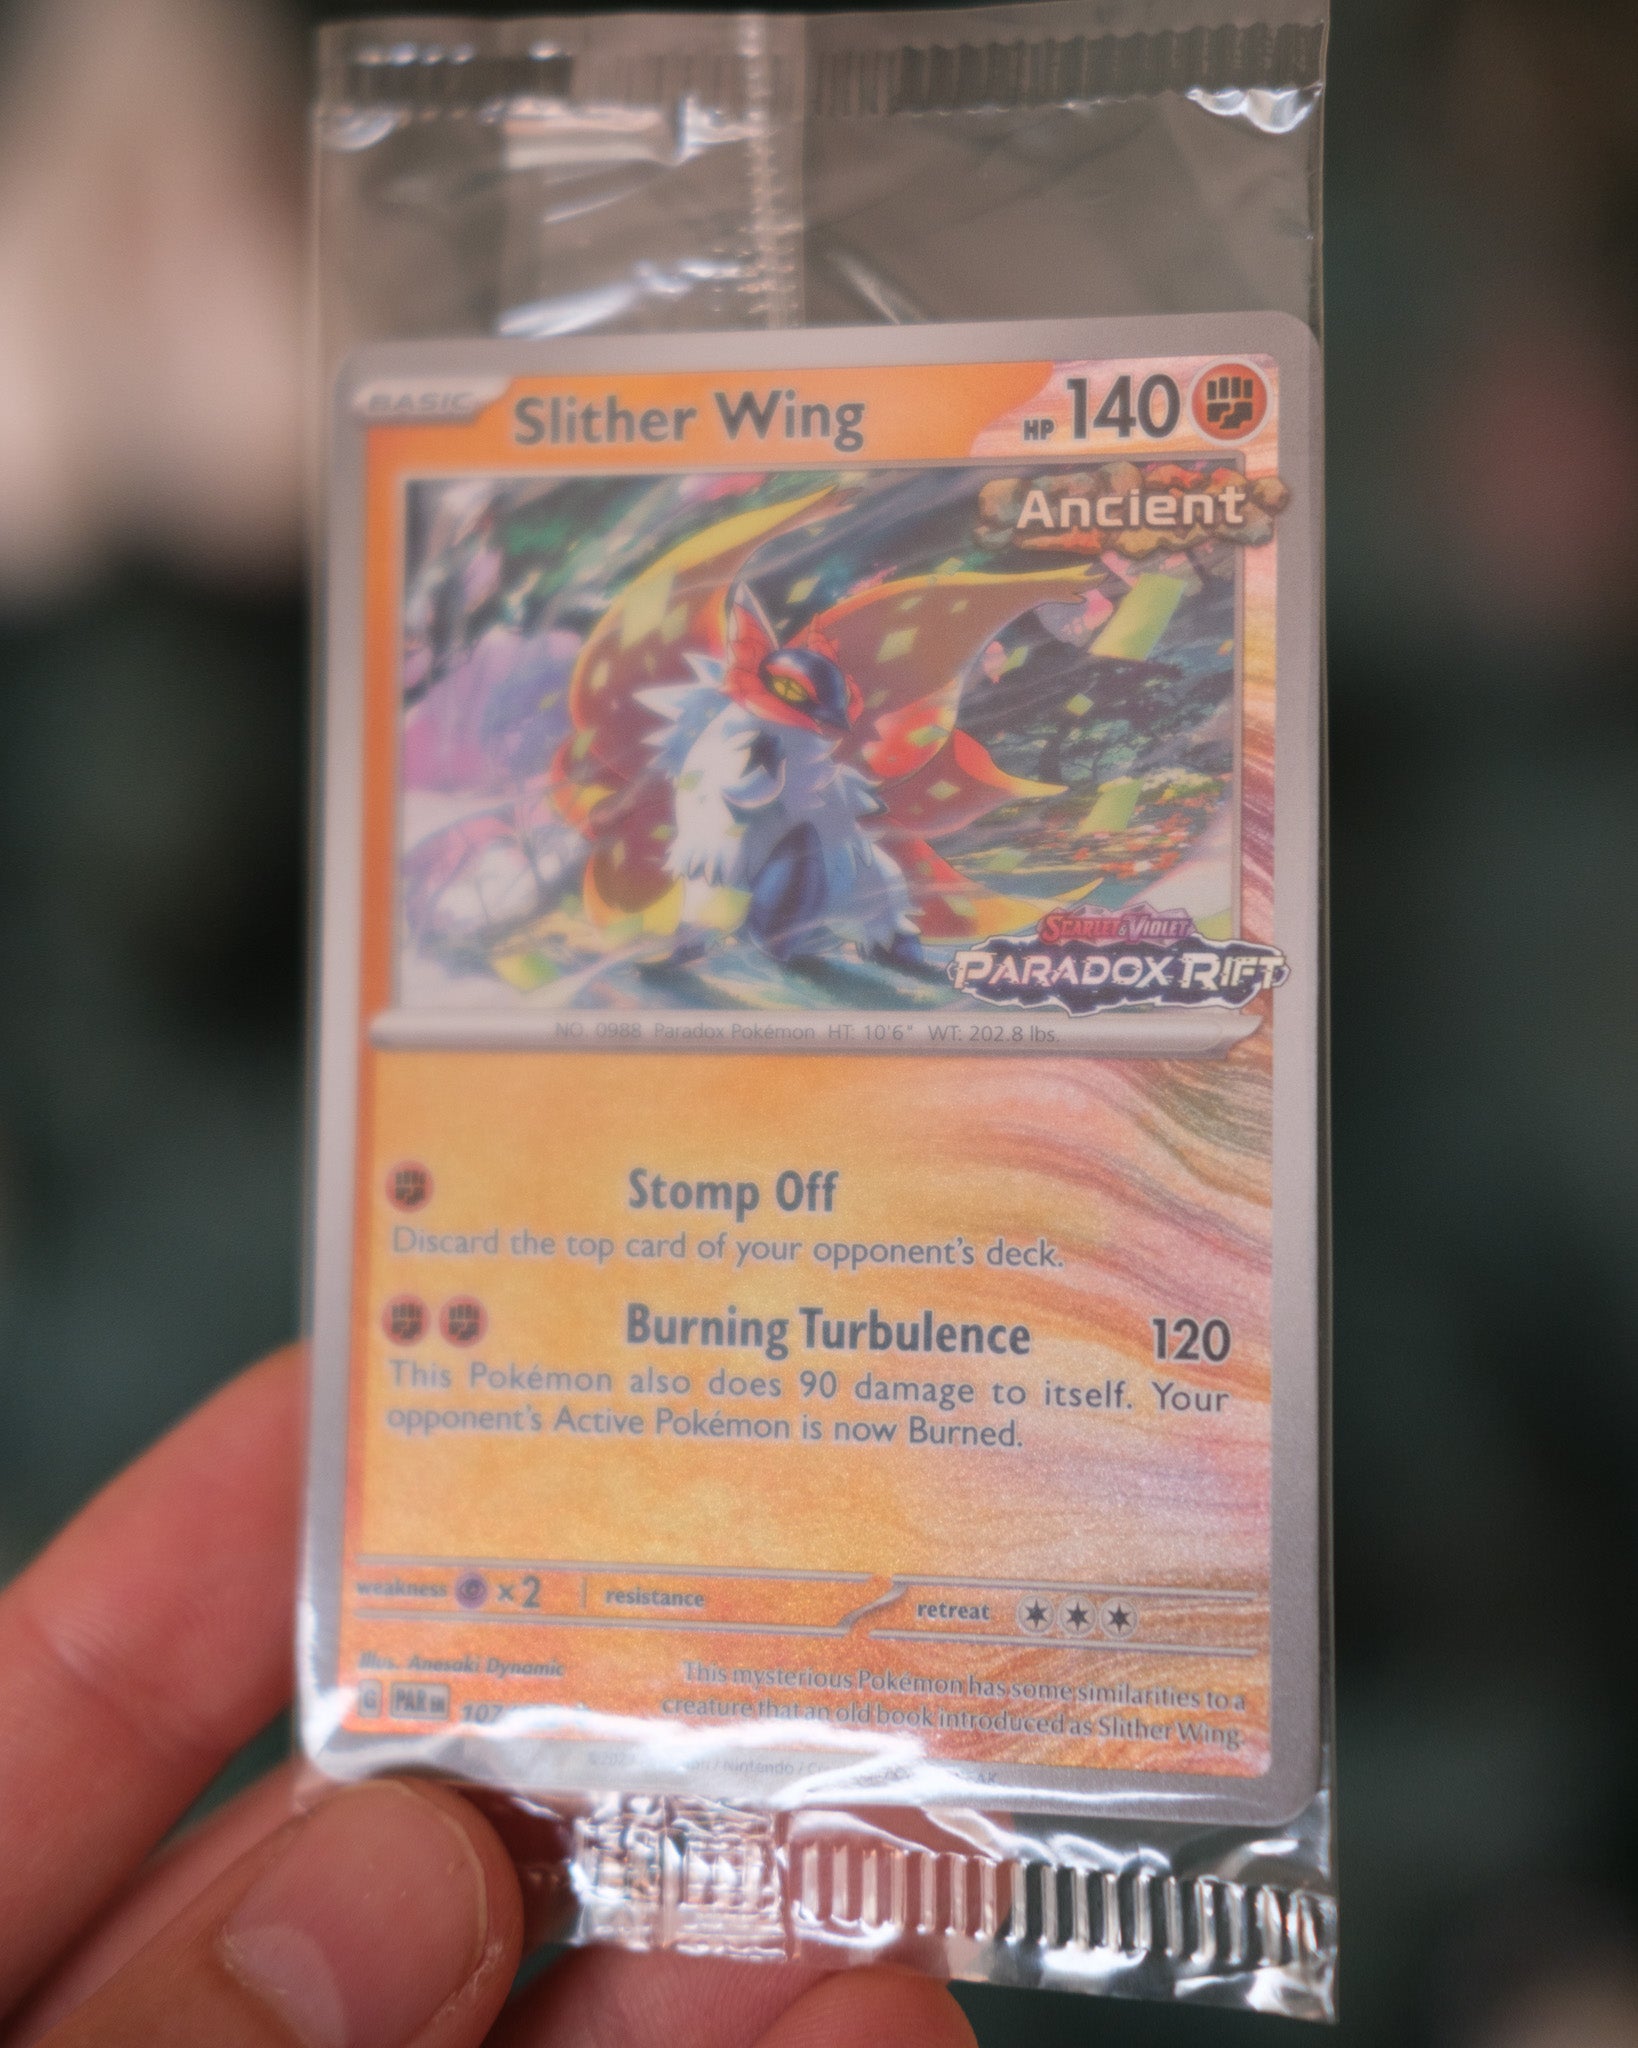 BASIC
Slither Wing
HP 140
Ancient
SCARLET & VIOLET
PARADOX RIFT
NO. 0988 Paradox Pokémon HT: 10'6" WT: 202.8 lbs.
Stomp Off
Discard the top card of your opponent's deck.
Burning Turbulence 120
This Pokémon also does 90 damage to itself. Your
opponent's Active Pokémon is now Burned.
weakness × 2 resistance retreat
Illus. Anesaki Dynamic
This mysterious Pokémon has some similarities to a
G PAR EN 107
creature that an old book introduced as Slither Wing.
/ Nintendo /